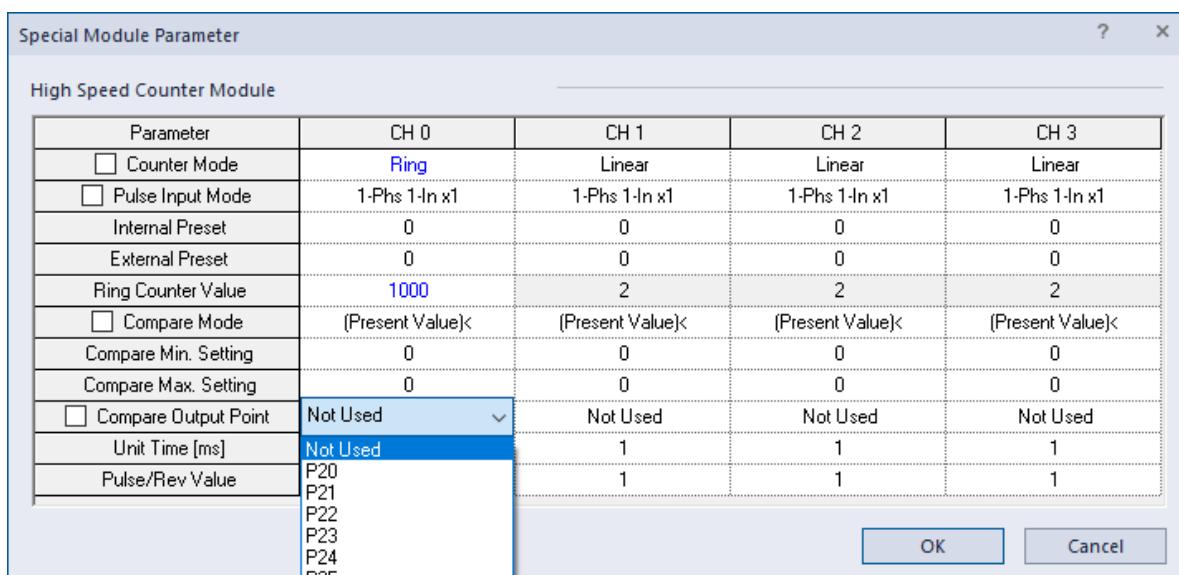 Special Module Parameter ? ×
High Speed Counter Module
Parameter CH 0 CH 1 CH 2 CH 3
Counter Mode Ring Linear Linear Linear
Pulse Input Mode 1-Phs 1-In x1 1-Phs 1-In x1 1-Phs 1-In x1 1-Phs 1-In x1
Internal Preset 0 0 0 0
External Preset 0 0 0 0
Ring Counter Value 1000 2 2 2
Compare Mode (Present Value)< (Present Value)< (Present Value)< (Present Value)<
Compare Min. Setting 0 0 0 0
Compare Max. Setting 0 0 0 0
Compare Output Point Not Used Not Used Not Used Not Used
Unit Time [ms] Not Used 1 1 1
P20
Pulse/Rev Value 1 1 1
P21
P22
P23
P24
OK Cancel